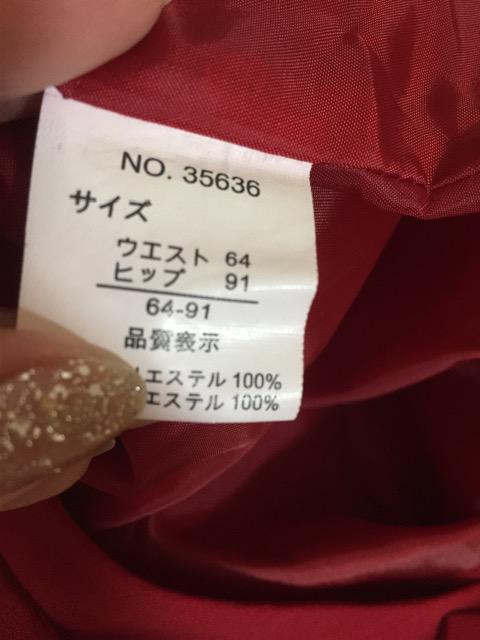 NO. 35636
サイズ
ウエスト 64
ヒップ 91
64-91
品質表示
エステル 100%
エステル 100%